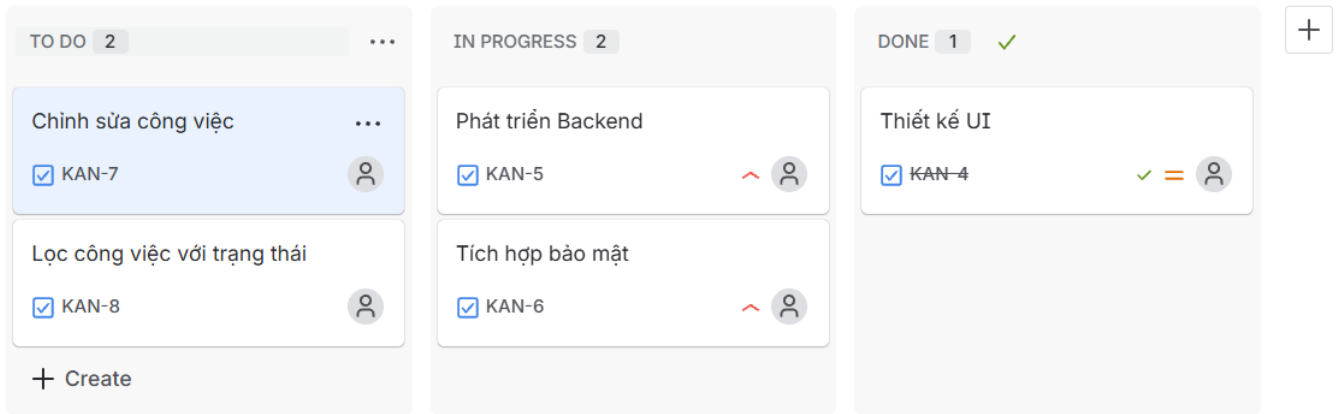 TO DO 2
Chỉnh sửa công việc
KAN-7
Lọc công việc với trạng thái
KAN-8
Create
IN PROGRESS 2
Phát triển Backend
KAN-5
Tích hợp bảo mật
KAN-6
DONE 1
Thiết kế UI
KAN-4